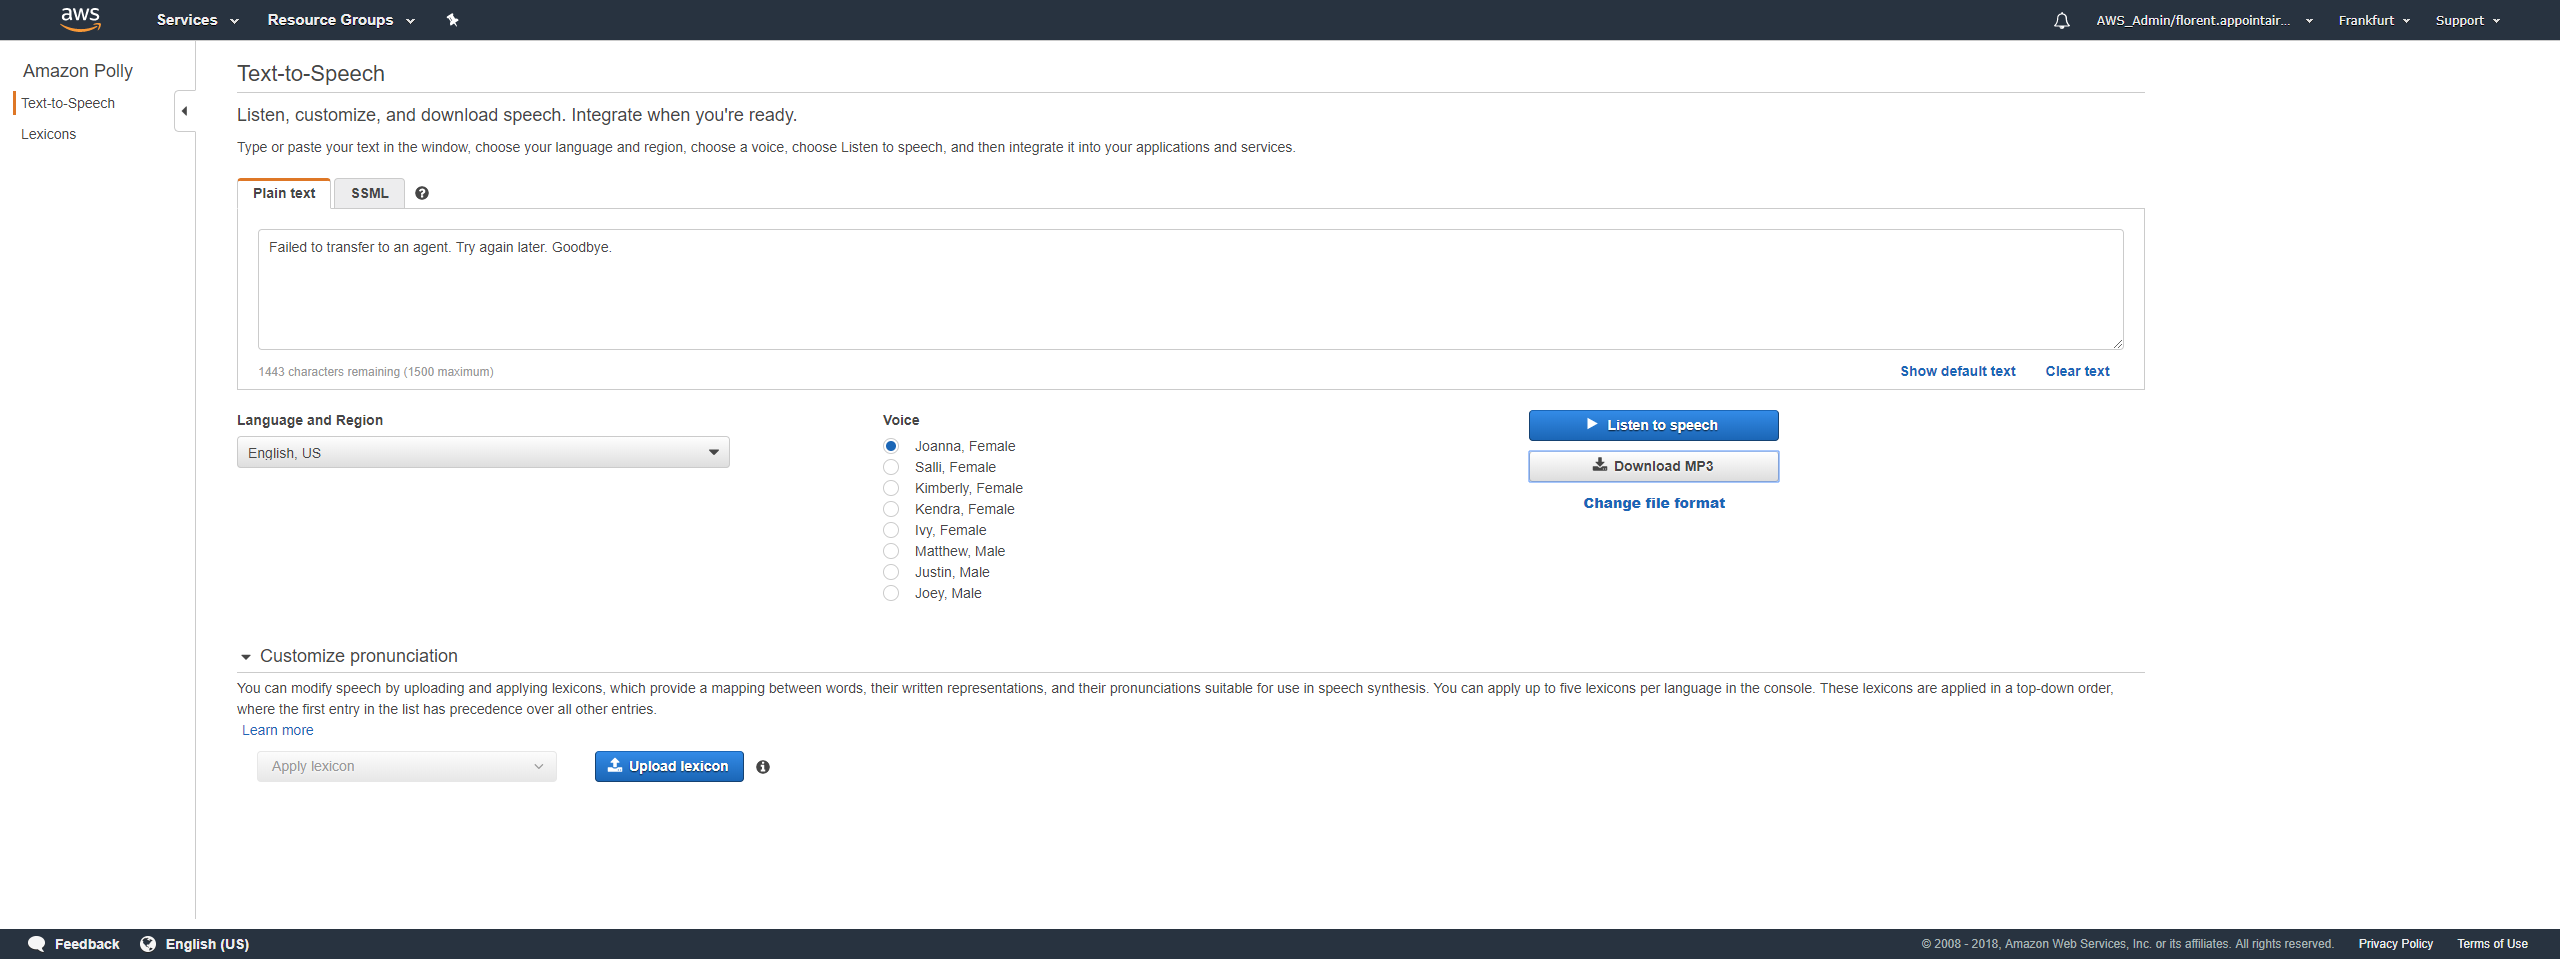 aws
Services
Resource Groups
AWS_Admin/florent.appointair...
Frankfurt
Support
Amazon Polly
Text-to-Speech
Lexicons
Text-to-Speech
Listen, customize, and download speech. Integrate when you're ready.
Type or paste your text in the window, choose your language and region, choose a voice, choose Listen to speech, and then integrate it into your applications and services.
Plain text
SSML
Failed to transfer to an agent. Try again later. Goodbye.
1443 characters remaining (1500 maximum)
Show default text
Clear text
Language and Region
English, US
Voice
Joanna, Female
Salli, Female
Kimberly, Female
Kendra, Female
Ivy, Female
Matthew, Male
Justin, Male
Joey, Male
Listen to speech
Download MP3
Change file format
Customize pronunciation
You can modify speech by uploading and applying lexicons, which provide a mapping between words, their written representations, and their pronunciations suitable for use in speech synthesis. You can apply up to five lexicons per language in the console. These lexicons are applied in a top-down order,
where the first entry in the list has precedence over all other entries.
Learn more
Apply lexicon
Upload lexicon
Feedback
English (US)
© 2008 - 2018, Amazon Web Services, Inc. or its affiliates. All rights reserved.
Privacy Policy
Terms of Use